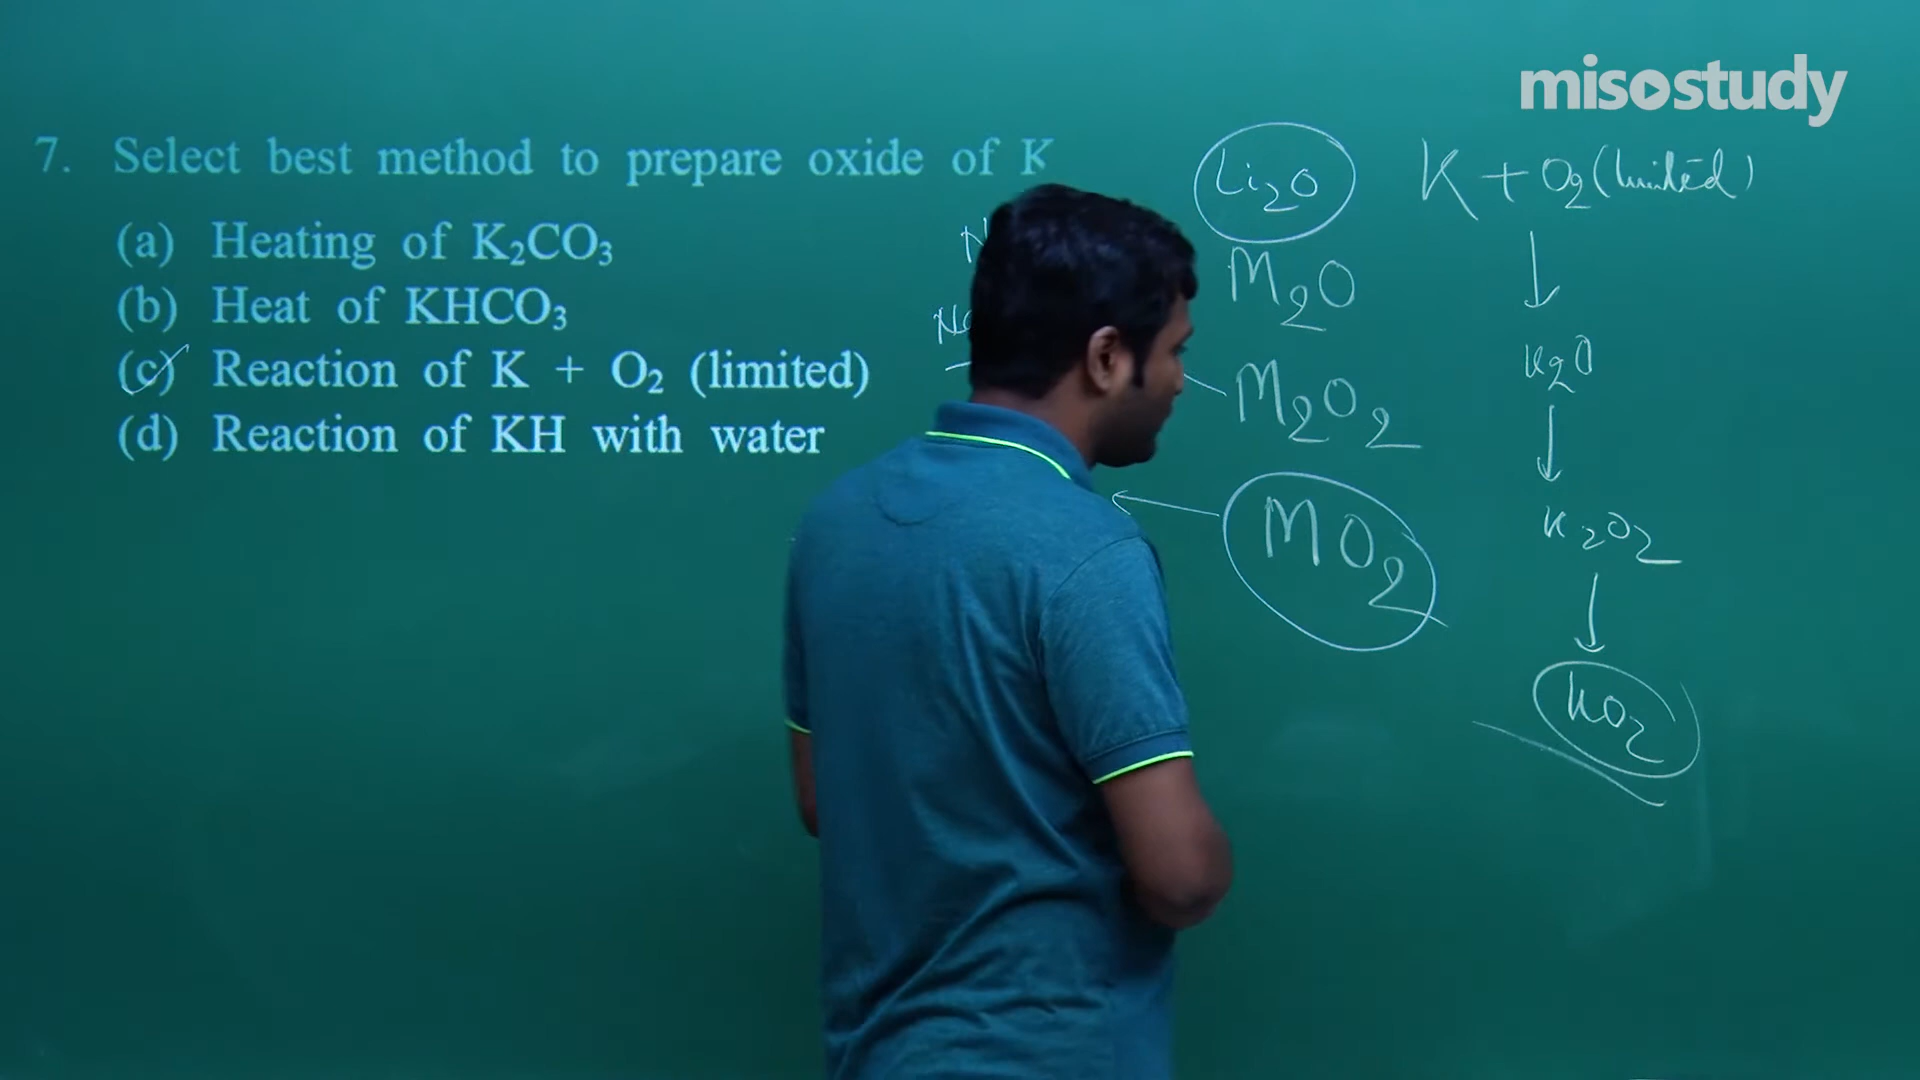 misostudy
7. Select best method to prepare oxide of K
(a) Heating of K₂CO₃
(b) Heat of KHCO₃
(c) Reaction of K + O₂ (limited)
(d) Reaction of KH with water
Li₂O
M₂O
M₂O₂
MO₂
K + O₂ (limited)
↓
K₂O
↓
K₂O₂
↓
KO₂